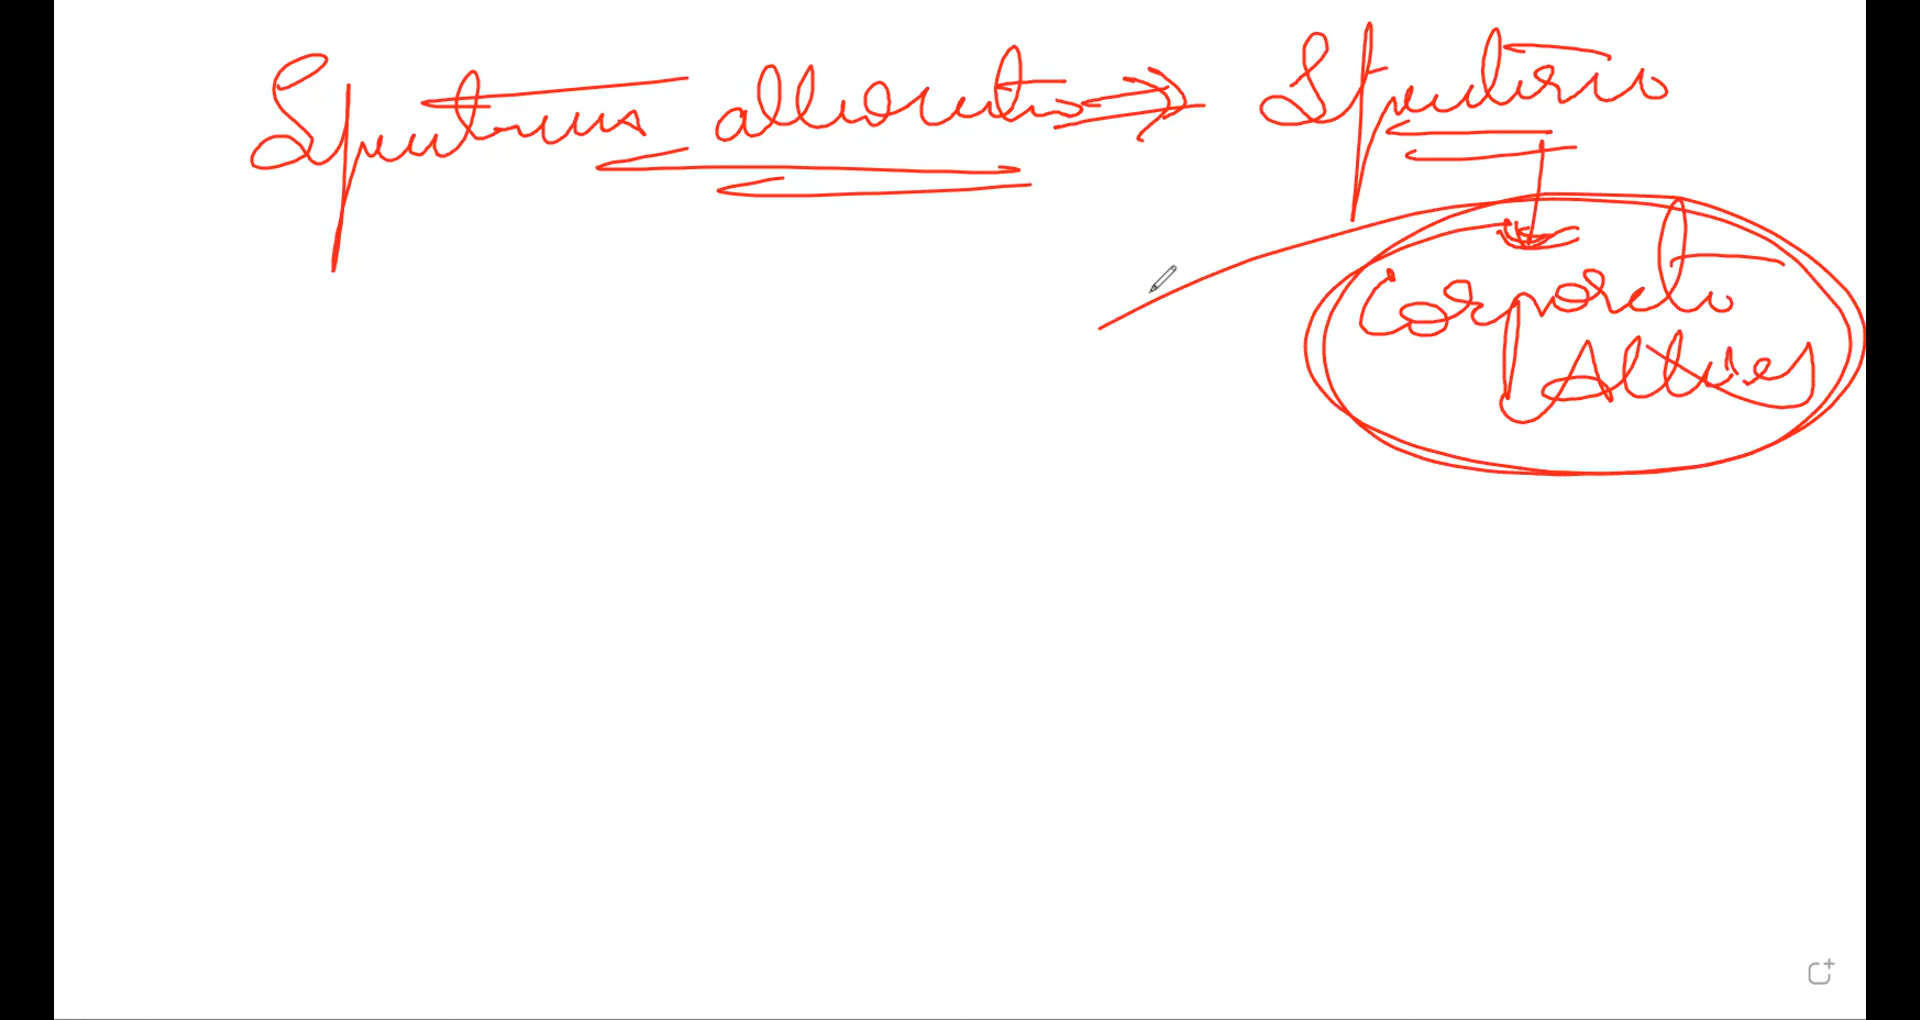 Spectrum allocation ⇒ Spectrum
Corporate
Allies